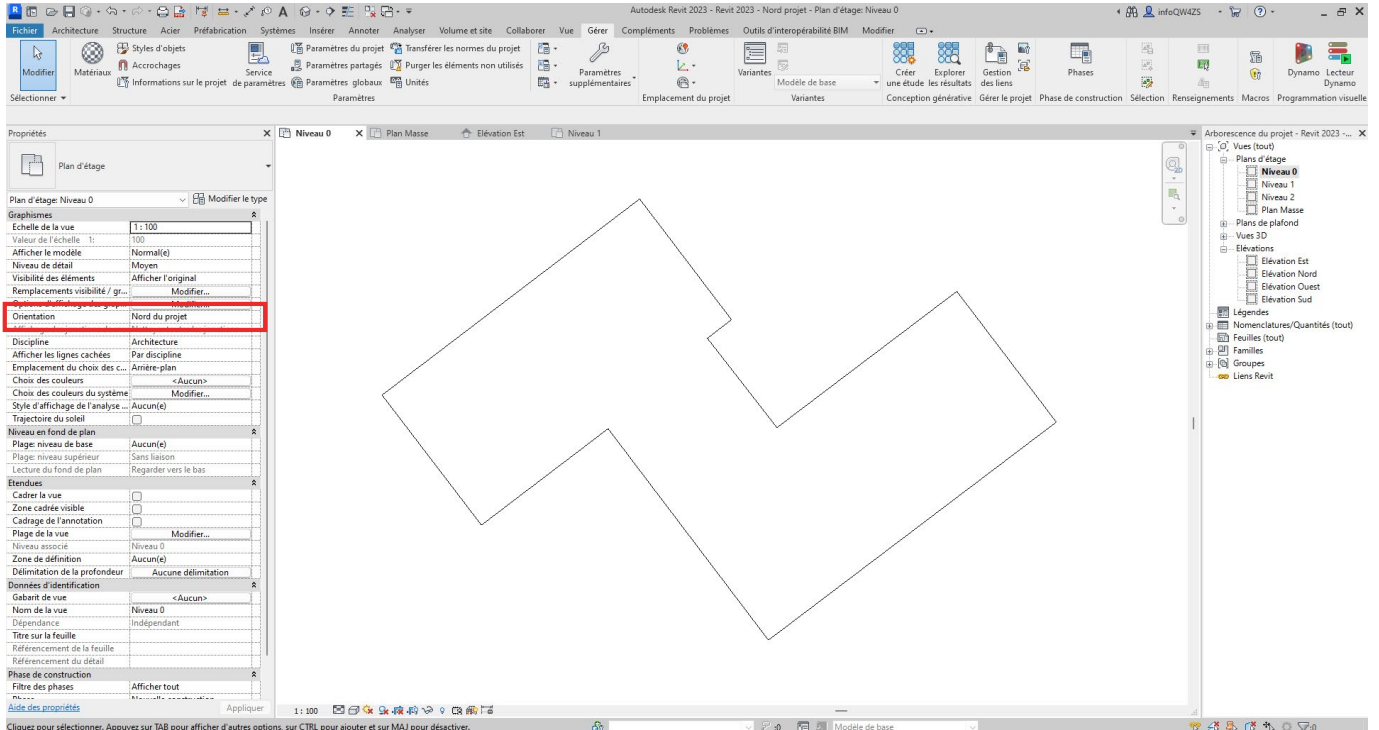 Autodesk Revit 2023 - Revit 2023 - Nord projet - Plan d'étage: Niveau 0
infoQW4ZS
Fichier Architecture Structure Acier Préfabrication Systèmes Insérer Annoter Analyser Volume et site Collaborer Vue Gérer Compléments Problèmes Outils d'interopérabilité BIM Modifier
Modifier
Matériaux
Styles d'objets
Accrochages
Informations sur le projet
Service
de paramètres
Paramètres du projet
Paramètres partagés
Paramètres globaux
Transférer les normes du projet
Purger les éléments non utilisés
Unités
Paramètres
supplémentaires
Variantes
Modèle de base
Créer
une étude
Explorer
les résultats
Gestion
des liens
Phases
Dynamo
Lecteur
Dynamo
Sélectionner
Paramètres
Emplacement du projet
Variantes
Conception générative
Gérer le projet
Phase de construction
Sélection
Renseignements
Macros
Programmation visuelle
Propriétés
Plan d'étage
Plan d'étage: Niveau 0
Modifier le type
Graphismes
Echelle de la vue 1 : 100
Valeur de l'échelle 1: 100
Afficher le modèle Normal(e)
Niveau de détail Moyen
Visibilité des éléments Afficher l'original
Remplacements visibilité / gr... Modifier...
Orientation Nord du projet
Discipline Architecture
Afficher les lignes cachées Par discipline
Emplacement du choix des c... Arrière-plan
Choix des couleurs <Aucun>
Choix des couleurs du système Modifier...
Style d'affichage de l'analyse ... Aucun(e)
Trajectoire du soleil
Niveau en fond de plan
Plage: niveau de base Aucun(e)
Plage: niveau supérieur Sans liaison
Lecture du fond de plan Regarder vers le bas
Etendues
Cadrer la vue
Zone cadrée visible
Cadrage de l'annotation
Plage de la vue Modifier...
Niveau associé Niveau 0
Zone de définition Aucun(e)
Délimitation de la profondeur Aucune délimitation
Données d'identification
Gabarit de vue <Aucun>
Nom de la vue Niveau 0
Dépendance Indépendant
Titre sur la feuille
Référencement de la feuille
Référencement du détail
Phase de construction
Filtre des phases Afficher tout
Aide des propriétés
Appliquer
Niveau 0
Plan Masse
Elévation Est
Niveau 1
Arborescence du projet - Revit 2023 -...
Vues (tout)
Plans d'étage
Niveau 0
Niveau 1
Niveau 2
Plan Masse
Plans de plafond
Vues 3D
Elévations
Elévation Est
Elévation Nord
Elévation Ouest
Elévation Sud
Légendes
Nomenclatures/Quantités (tout)
Feuilles (tout)
Familles
Groupes
Liens Revit
1 : 100
Cliquez pour sélectionner. Appuyez sur TAB pour afficher d'autres options, sur CTRL pour ajouter et sur MAJ pour désactiver.
:0
Modèle de base
:0